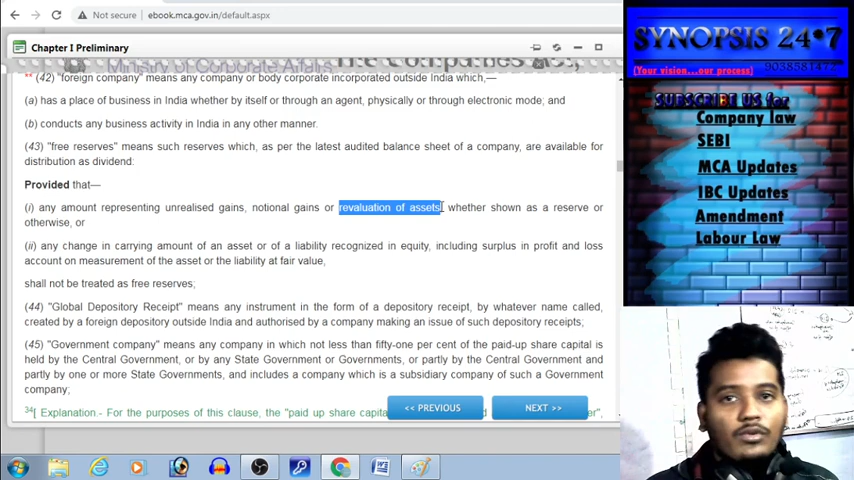 Not secure | ebook.mca.gov.in/default.aspx
Chapter I Preliminary
Ministry of Corporate Affairs
The Companies Act,
** (42) "foreign company" means any company or body corporate incorporated outside India which,—
(a) has a place of business in India whether by itself or through an agent, physically or through electronic mode; and
(b) conducts any business activity in India in any other manner.
(43) "free reserves" means such reserves which, as per the latest audited balance sheet of a company, are available for
distribution as dividend:
Provided that—
(i) any amount representing unrealised gains, notional gains or revaluation of assets, whether shown as a reserve or
otherwise, or
(ii) any change in carrying amount of an asset or of a liability recognized in equity, including surplus in profit and loss
account on measurement of the asset or the liability at fair value,
shall not be treated as free reserves;
(44) "Global Depository Receipt" means any instrument in the form of a depository receipt, by whatever name called,
created by a foreign depository outside India and authorised by a company making an issue of such depository receipts;
(45) "Government company" means any company in which not less than fifty-one per cent of the paid-up share capital is
held by the Central Government, or by any State Government or Governments, or partly by the Central Government and
partly by one or more State Governments, and includes a company which is a subsidiary company of such a Government
company;
34[ Explanation.- For the purposes of this clause, the "paid up share capita
<< PREVIOUS
NEXT >>
SYNOPSIS 24*7
(Your vision...our process)
9038581477
SUBSCRIBE US for
Company law
SEBI
MCA Updates
IBC Updates
Amendment
Labour Law